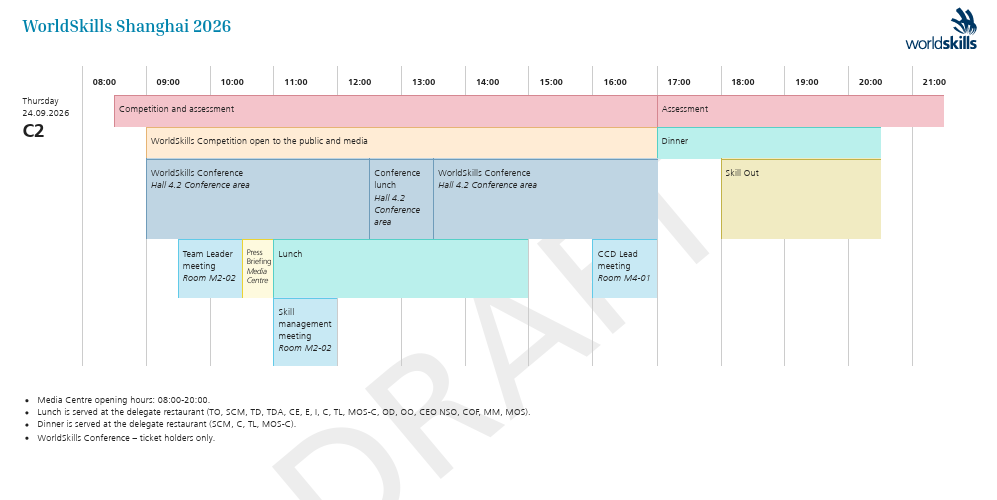 WorldSkills Shanghai 2026
worldskills
08:00 09:00 10:00 11:00 12:00 13:00 14:00 15:00 16:00 17:00 18:00 19:00 20:00 21:00
Thursday
24.09.2026
C2
Competition and assessment
Assessment
WorldSkills Competition open to the public and media
Dinner
WorldSkills Conference
Hall 4.2 Conference area
Conference
lunch
Hall 4.2
Conference
area
WorldSkills Conference
Hall 4.2 Conference area
Skill Out
Team Leader
meeting
Room M2-02
Press
Briefing
Media
Centre
Lunch
CCD Lead
meeting
Room M4-01
Skill
management
meeting
Room M2-02
DRAFT
• Media Centre opening hours: 08:00-20:00.
• Lunch is served at the delegate restaurant (TO, SCM, TD, TDA, CE, E, I, C, TL, MOS-C, OD, OO, CEO NSO, COF, MM, MOS).
• Dinner is served at the delegate restaurant (SCM, C, TL, MOS-C).
• WorldSkills Conference – ticket holders only.